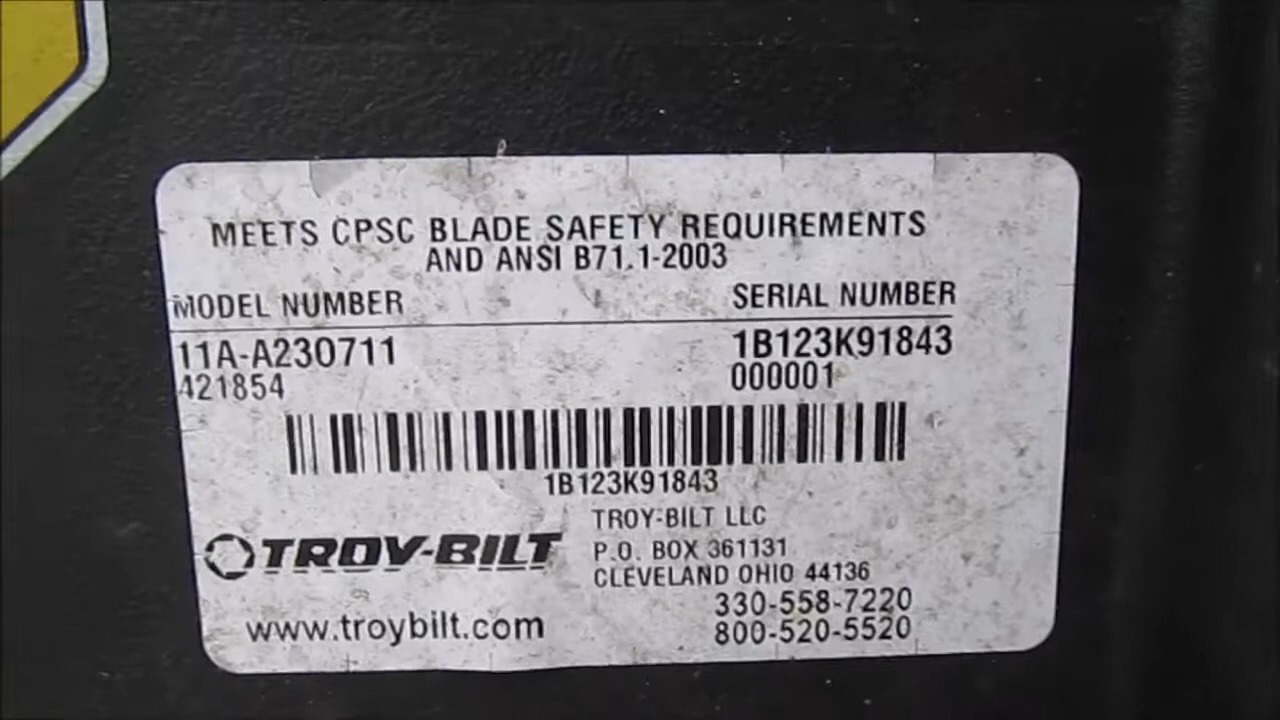 MEETS CPSC BLADE SAFETY REQUIREMENTS
AND ANSI B71.1-2003
MODEL NUMBER SERIAL NUMBER
11A-A230711 1B123K91843
421854 000001
1B123K91843
TROY-BILT LLC
TROY-BILT P.O. BOX 361131
CLEVELAND OHIO 44136
330-558-7220
www.troybilt.com 800-520-5520